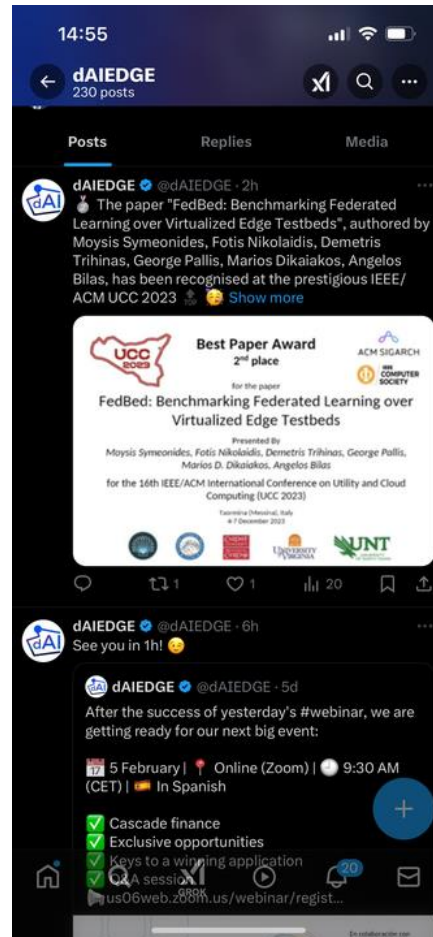 14:55
dAIEDGE
230 posts
Posts
Replies
Media
dAIEDGE @dAIEDGE · 2h
🥈 The paper "FedBed: Benchmarking Federated
Learning over Virtualized Edge Testbeds", authored by
Moysis Symeonides, Fotis Nikolaidis, Demetris
Trihinas, George Pallis, Marios Dikaiakos, Angelos
Bilas, has been recognised at the prestigious IEEE/
ACM UCC 2023 🔝 🥳 Show more
UCC
2023
Best Paper Award
2nd place
ACM SIGARCH
IEEE
COMPUTER
SOCIETY
for the paper
FedBed: Benchmarking Federated Learning over
Virtualized Edge Testbeds
Presented By
Moysis Symeonides, Fotis Nikolaidis, Demetris Trihinas, George Pallis,
Marios D. Dikaiakos, Angelos Bilas
for the 16th IEEE/ACM International Conference on Utility and Cloud
Computing (UCC 2023)
Taormina (Messina), Italy
4-7 December 2023
UNIVERSITY
VIRGINIA
UNT
1
1
20
dAIEDGE @dAIEDGE · 6h
See you in 1h! 😉
dAIEDGE @dAIEDGE · 5d
After the success of yesterday's #webinar, we are
getting ready for our next big event:
📅 5 February | 📍 Online (Zoom) | 🕘 9:30 AM
(CET) | 🇪🇸 In Spanish
✅ Cascade finance
✅ Exclusive opportunities
✅ Keys to a winning application
✅ Q&A session
us06web.zoom.us/webinar/regist...
GROK
20
En colaboración con